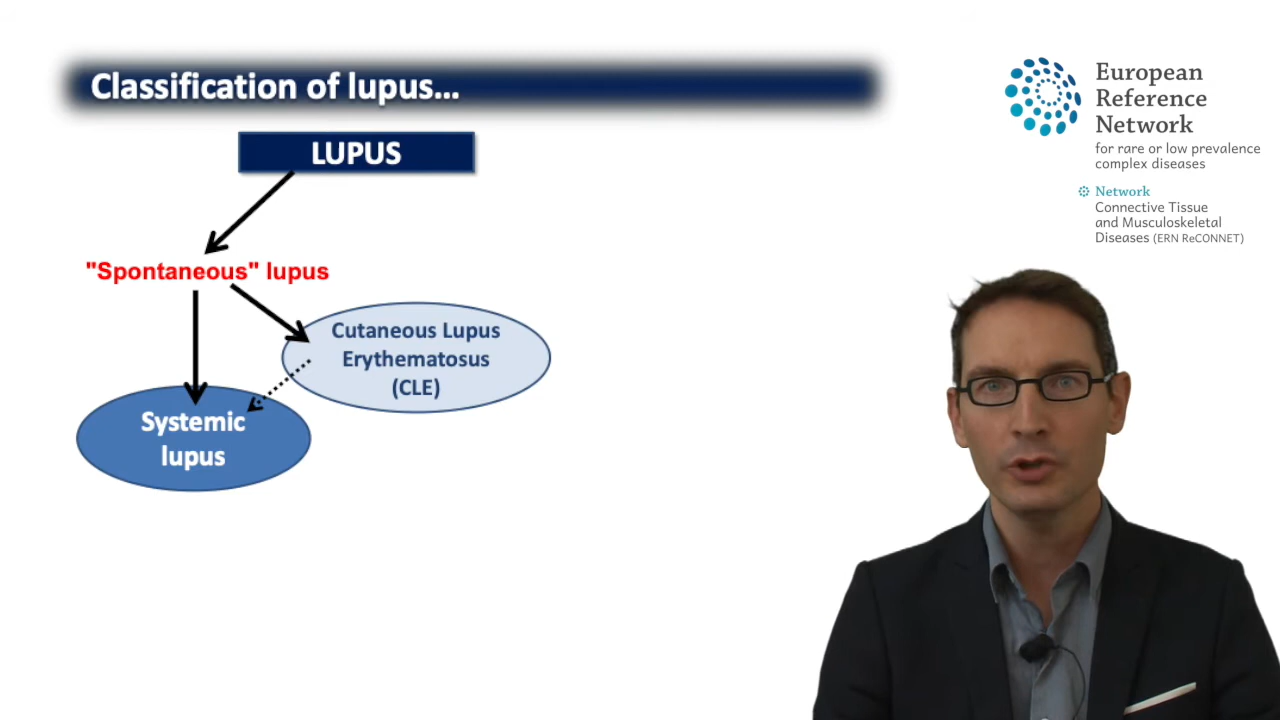 Classification of lupus...
LUPUS
"Spontaneous" lupus
Cutaneous Lupus
Erythematosus
(CLE)
Systemic
lupus
European
Reference
Network
for rare or low prevalence
complex diseases
Network
Connective Tissue
and Musculoskeletal
Diseases (ERN ReCONNET)